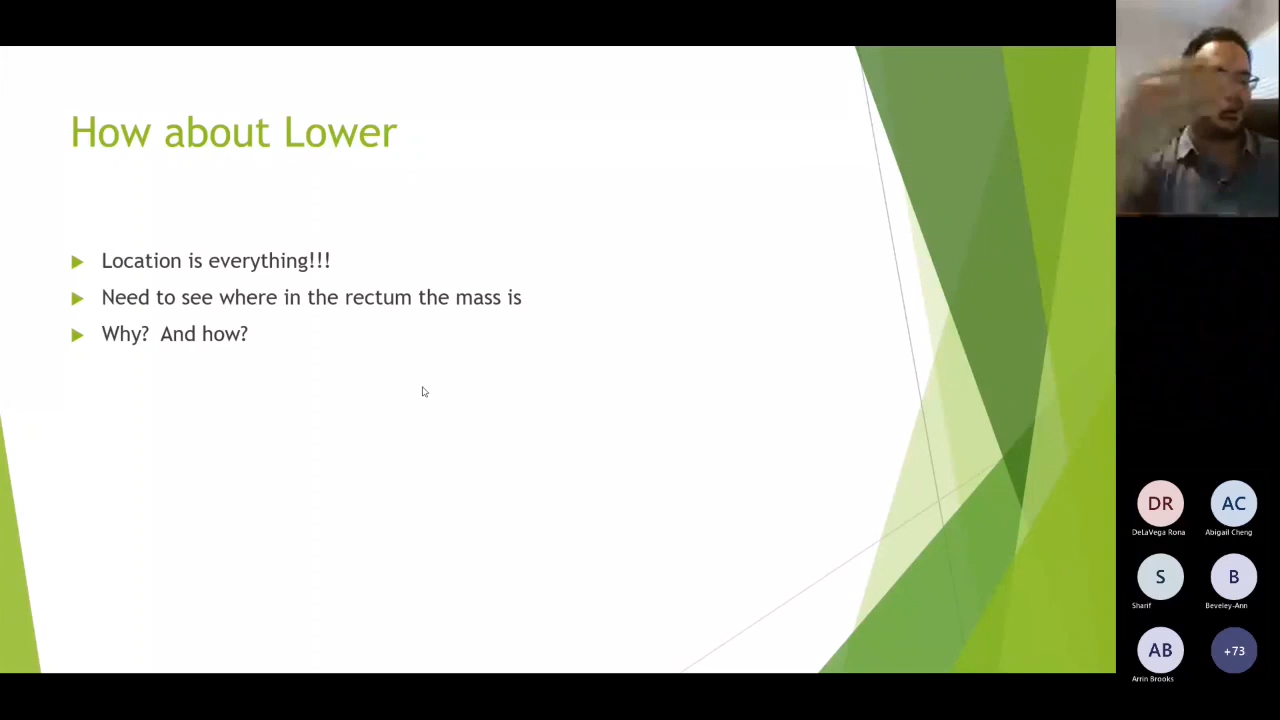 How about Lower
Location is everything!!!
Need to see where in the rectum the mass is
Why?  And how?
DR
AC
DeLaVega Rona
Abigail Cheng
S
B
Sharif
Beveley-Ann
AB
+73
Arrin Brooks